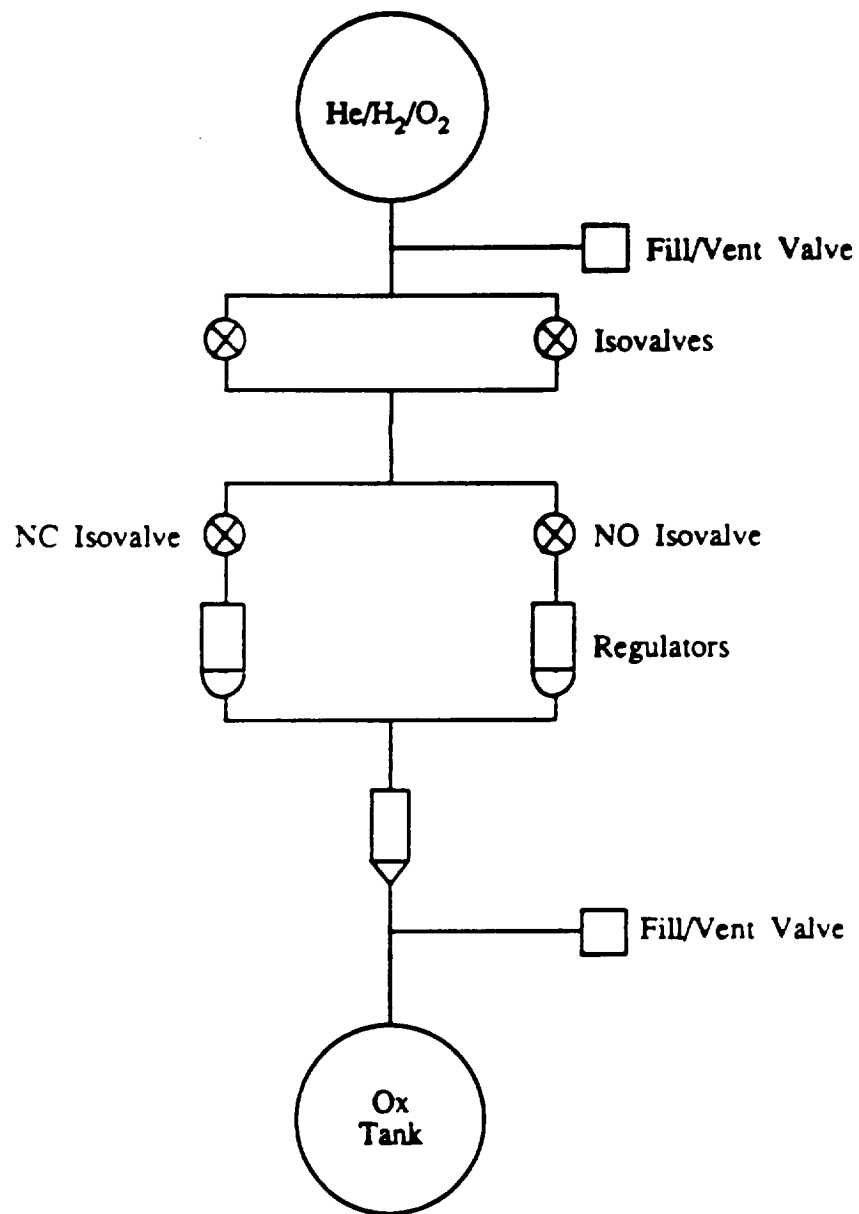 He/H₂/O₂
Fill/Vent Valve
Isovalves
NC Isovalve
NO Isovalve
Regulators
Fill/Vent Valve
Ox
Tank